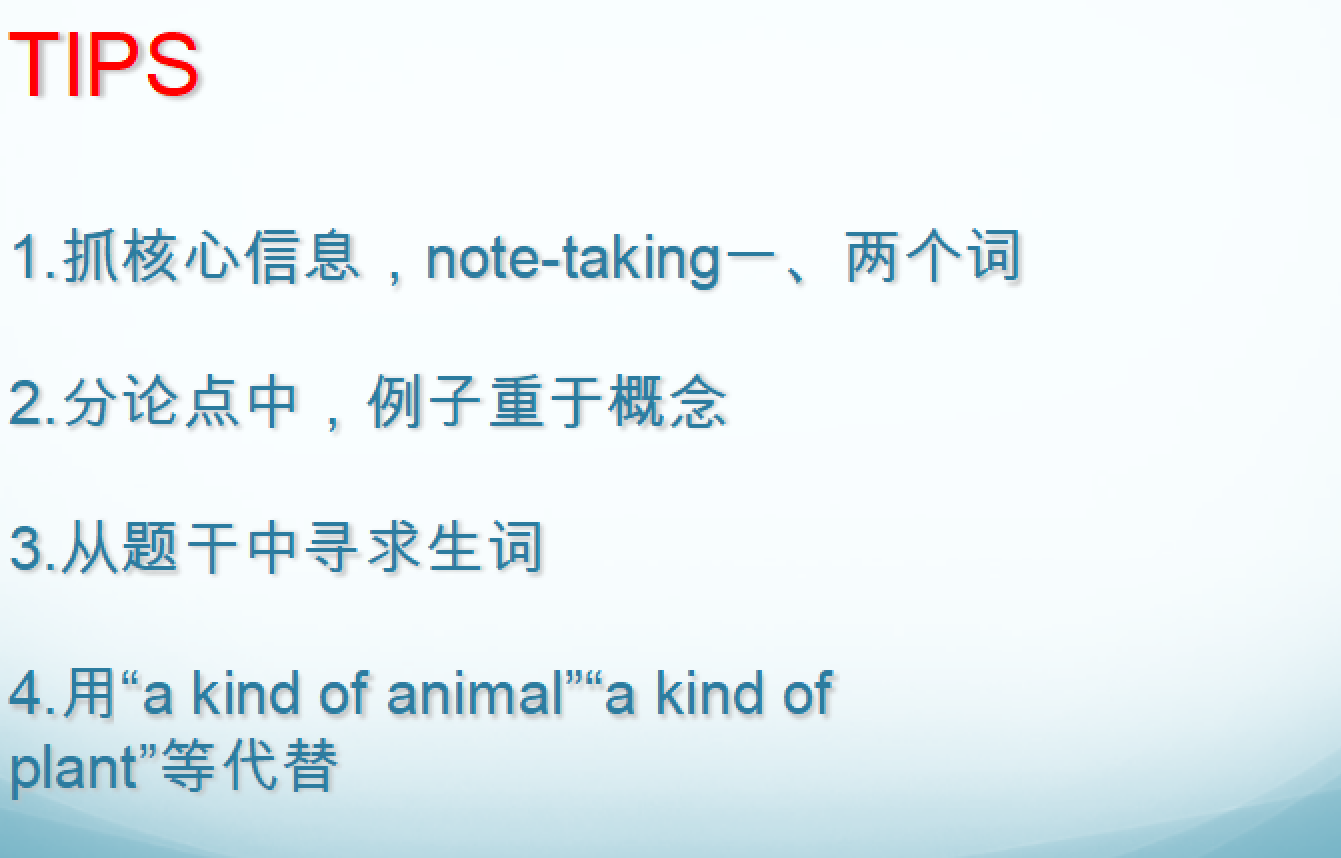 TIPS
1.抓核心信息，note-taking一、两个词
2.分论点中，例子重于概念
3.从题干中寻求生词
4.用“a kind of animal”“a kind of
plant”等代替